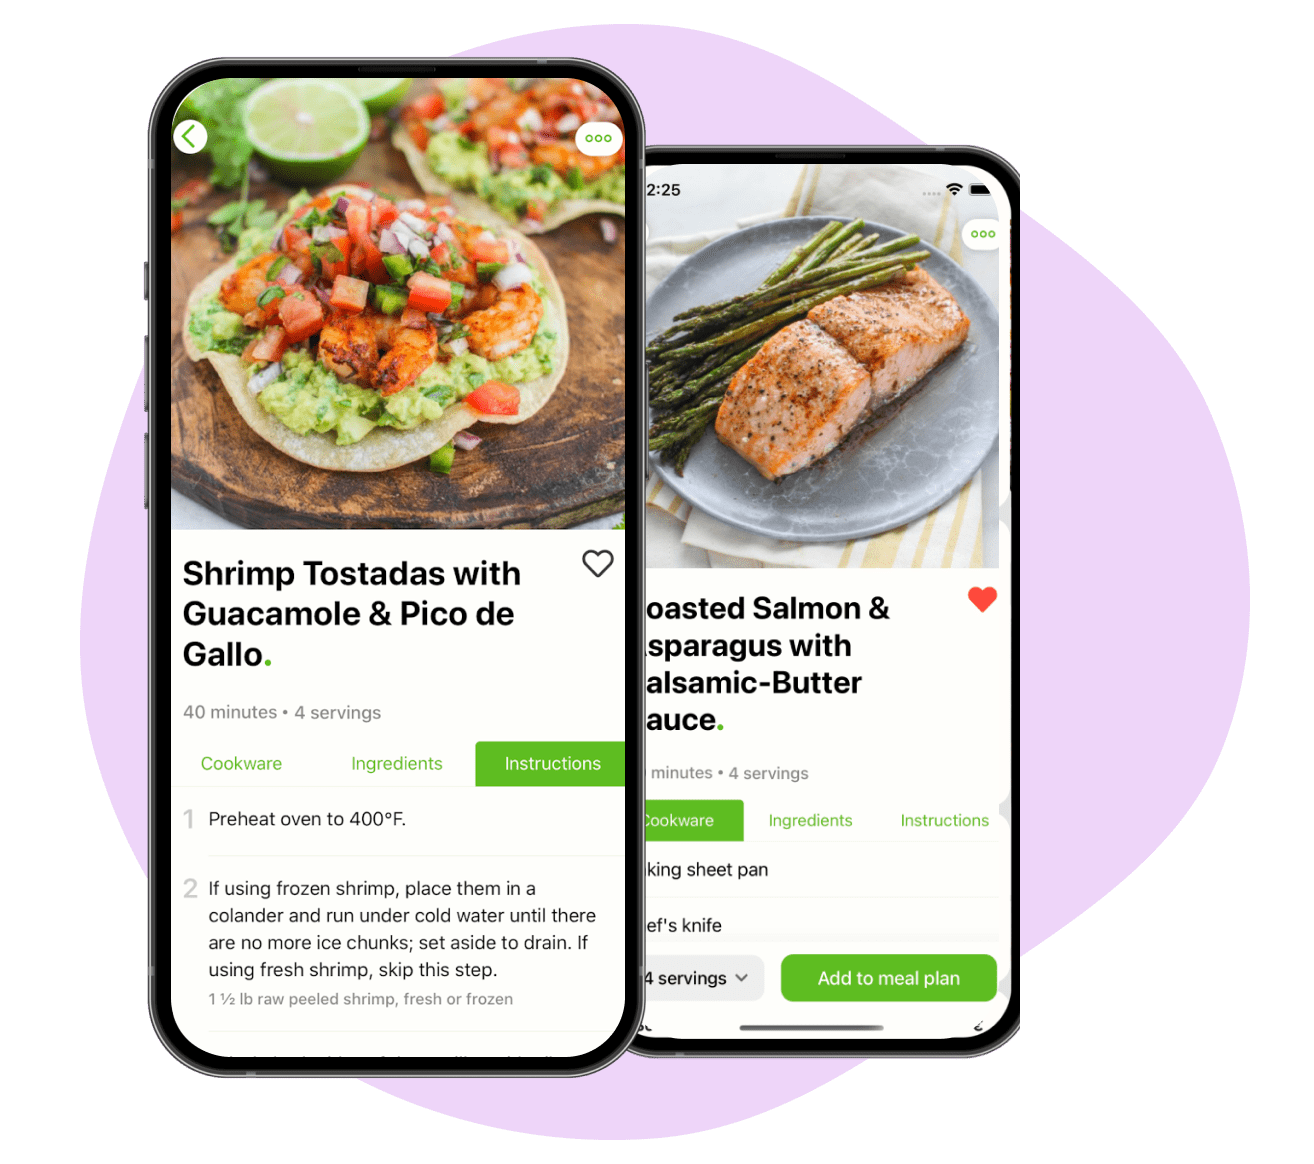 Shrimp Tostadas with
Guacamole & Pico de
Gallo.
40 minutes • 4 servings
Cookware Ingredients Instructions
1 Preheat oven to 400°F.
2 If using frozen shrimp, place them in a
colander and run under cold water until there
are no more ice chunks; set aside to drain. If
using fresh shrimp, skip this step.
1 ½ lb raw peeled shrimp, fresh or frozen
2:25
oasted Salmon &
sparagus with
alsamic-Butter
auce.
minutes • 4 servings
Cookware Ingredients Instructions
king sheet pan
ef's knife
4 servings
Add to meal plan